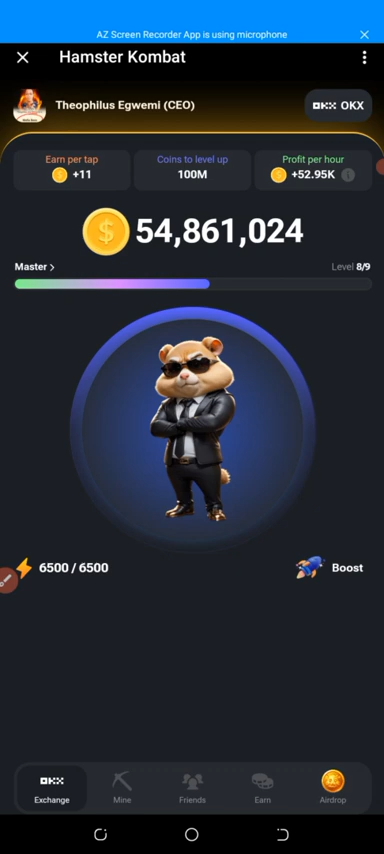 AZ Screen Recorder App is using microphone
Hamster Kombat
Theophilus Egwemi (CEO)
OKX OKX
Earn per tap
+11
Coins to level up
100M
Profit per hour
+52.95K
54,861,024
Master >
Level 8/9
6500 / 6500
Boost
OKX
Exchange
Mine
Friends
Earn
Airdrop